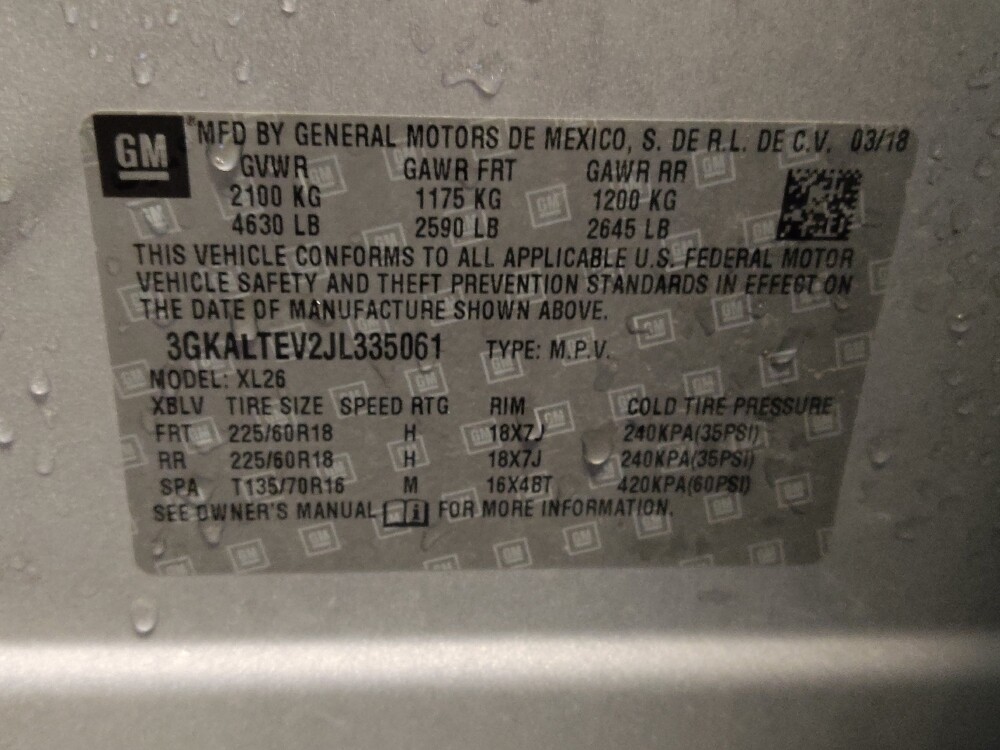 GM
® MFD BY GENERAL MOTORS DE MEXICO, S. DE R.L. DE C.V. 03/18
GVWR GAWR FRT GAWR RR
2100 KG 1175 KG 1200 KG
4630 LB 2590 LB 2645 LB
THIS VEHICLE CONFORMS TO ALL APPLICABLE U.S. FEDERAL MOTOR
VEHICLE SAFETY AND THEFT PREVENTION STANDARDS IN EFFECT ON
THE DATE OF MANUFACTURE SHOWN ABOVE.
3GKALTEV2JL335061 TYPE: M.P.V.
MODEL: XL26
XBLV TIRE SIZE SPEED RTG RIM COLD TIRE PRESSURE
FRT 225/60R18 H 18X7J 240KPA(35PSI)
RR 225/60R18 H 18X7J 240KPA(35PSI)
SPA T135/70R16 M 16X4BT 420KPA(60PSI)
SEE OWNER'S MANUAL i FOR MORE INFORMATION.